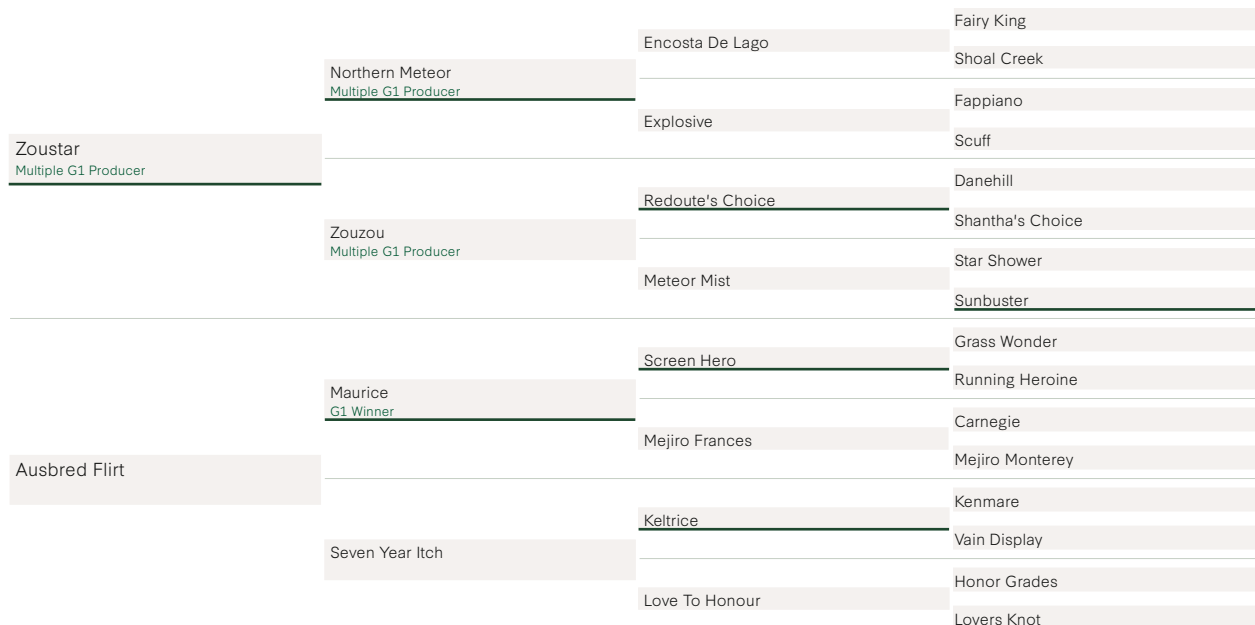 Fairy King
Encosta De Lago
Shoal Creek
Northern Meteor
Multiple G1 Producer
Fappiano
Explosive
Scuff
Zoustar
Multiple G1 Producer
Danehill
Redoute's Choice
Shantha's Choice
Zouzou
Multiple G1 Producer
Star Shower
Meteor Mist
Sunbuster
Grass Wonder
Screen Hero
Running Heroine
Maurice
G1 Winner
Carnegie
Mejiro Frances
Mejiro Monterey
Ausbred Flirt
Kenmare
Keltrice
Vain Display
Seven Year Itch
Honor Grades
Love To Honour
Lovers Knot